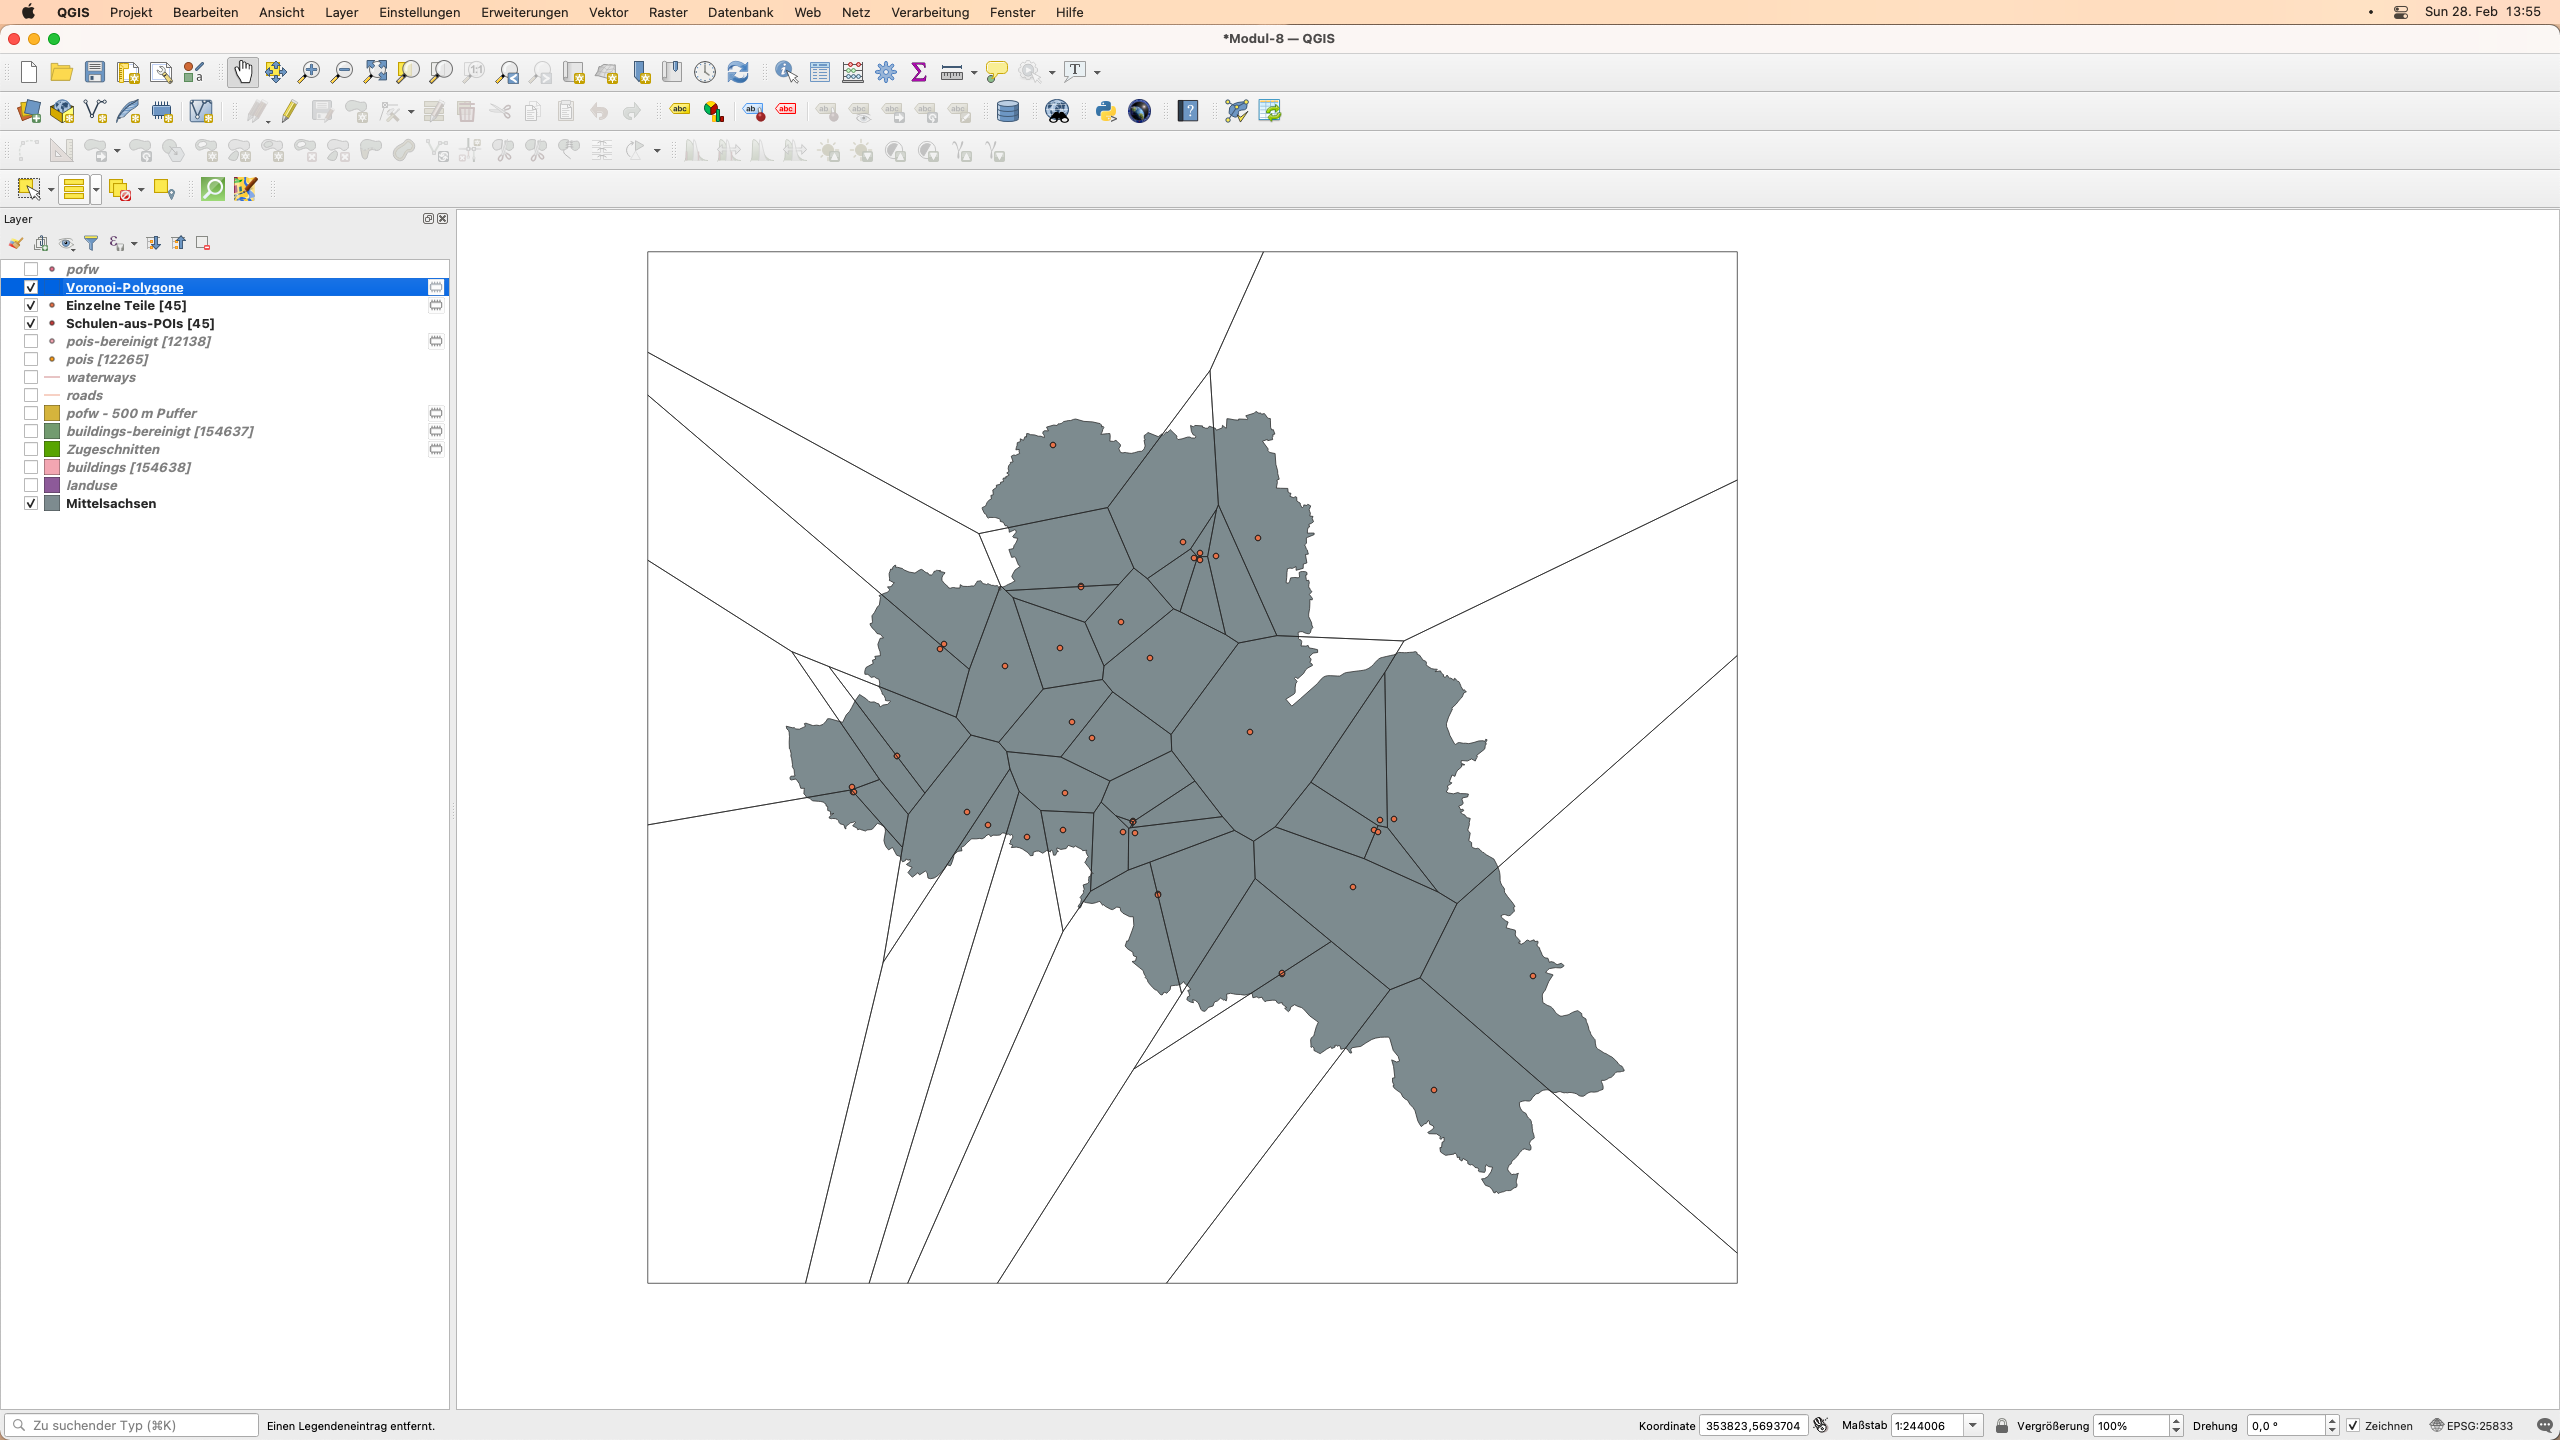 QGIS Projekt Bearbeiten Ansicht Layer Einstellungen Erweiterungen Vektor Raster Datenbank Web Netz Verarbeitung Fenster Hilfe Sun 28. Feb 13:55
*Modul-8 — QGIS
Layer
pofw
Voronoi-Polygone
Einzelne Teile [45]
Schulen-aus-POIs [45]
pois-bereinigt [12138]
pois [12265]
waterways
roads
pofw - 500 m Puffer
buildings-bereinigt [154637]
Zugeschnitten
buildings [154638]
landuse
Mittelsachsen
Zu suchender Typ (⌘K) Einen Legendeneintrag entfernt. Koordinate 353823,5693704 Maßstab 1:244006 Vergrößerung 100% Drehung 0,0 ° Zeichnen EPSG:25833